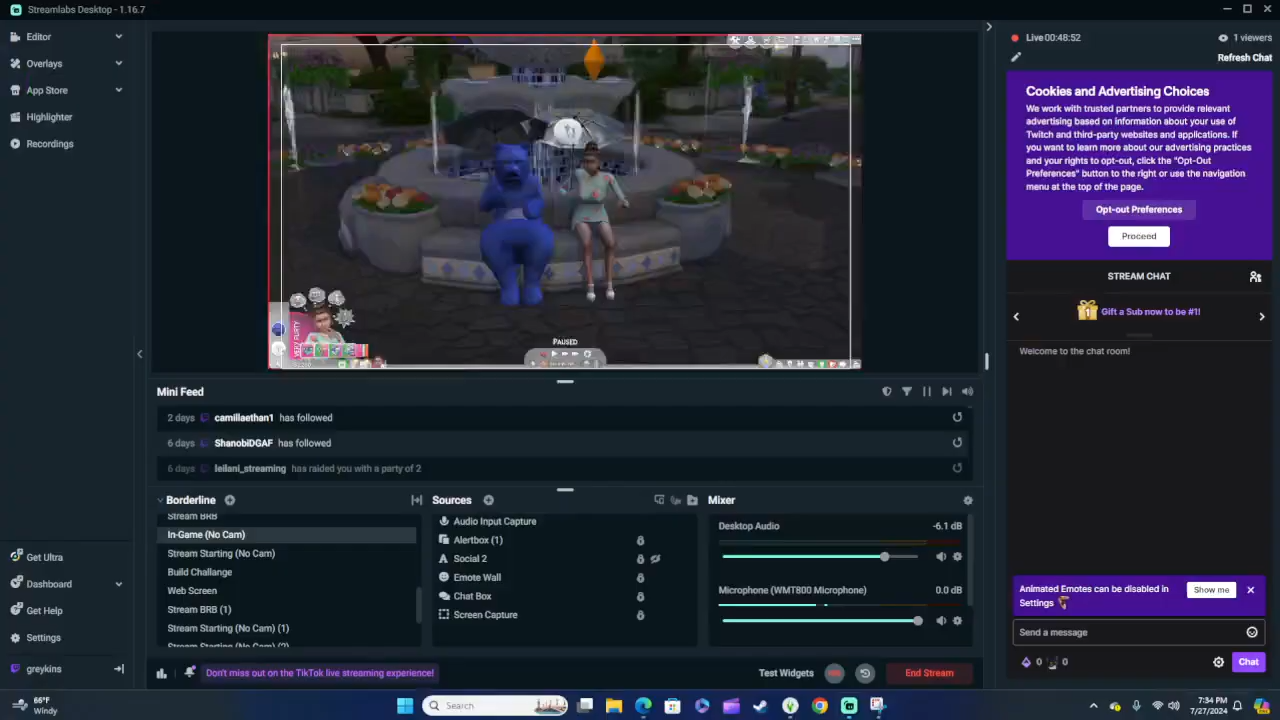 Streamlabs Desktop - 1.16.7
Editor
Overlays
App Store
Highlighter
Recordings
Get Ultra
Dashboard
Get Help
Settings
greykins
VERY FLIRTY
PAUSED
Mini Feed
2 days camillaethan1 has followed
6 days ShanobiDGAF has followed
6 days leilani_streaming has raided you with a party of 2
Borderline
Stream BRB
In-Game (No Cam)
Stream Starting (No Cam)
Build Challange
Web Screen
Stream BRB (1)
Stream Starting (No Cam) (1)
Stream Starting (No Cam) (2)
Sources
Audio Input Capture
Alertbox (1)
Social 2
Emote Wall
Chat Box
Screen Capture
Mixer
Desktop Audio -6.1 dB
Microphone (WMT800 Microphone) 0.0 dB
Don't miss out on the TikTok live streaming experience!
Test Widgets
End Stream
Live 00:48:52 1 viewers
Refresh Chat
Cookies and Advertising Choices
We work with trusted partners to provide relevant
advertising based on information about your use of
Twitch and third-party websites and applications. If
you want to learn more about our advertising practices
and your rights to opt-out, click the "Opt-Out
Preferences" button to the right or use the navigation
menu at the top of the page.
Opt-out Preferences
Proceed
STREAM CHAT
1 Gift a Sub now to be #1!
Welcome to the chat room!
Animated Emotes can be disabled in
Settings
Show me
Send a message
0 0
Chat
66°F
Windy
Search
7:34 PM
7/27/2024